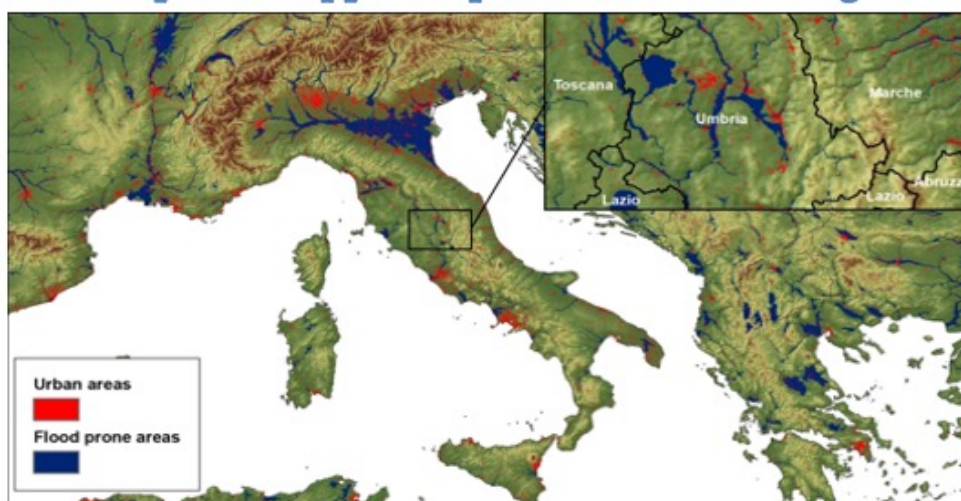 Toscana
Marche
Umbria
Abruzz
Lazio
Lazio
Urban areas
Flood prone areas